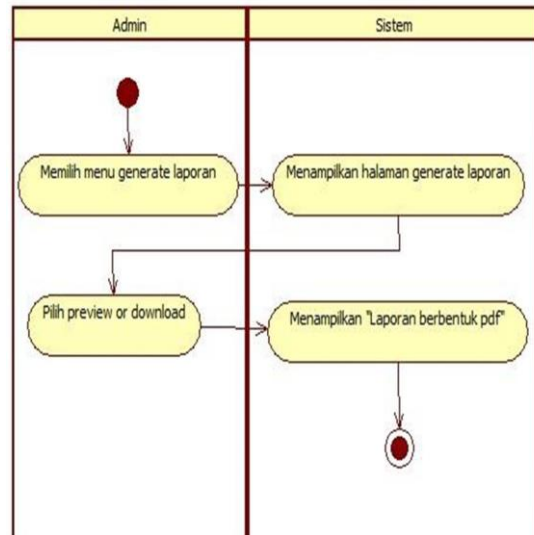 Admin
Sistem
Memilih menu generate laporan
Menampilkan halaman generate laporan
Pilih preview or download
Menampilkan "Laporan berbentuk pdf"